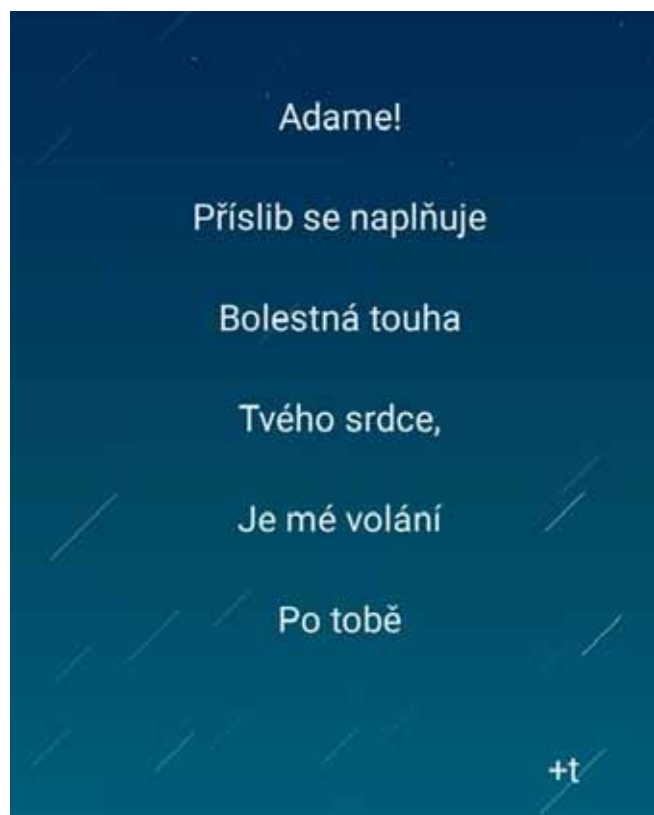 Adame!
Příslib se naplňuje
Bolestná touha
Tvého srdce,
Je mé volání
Po tobě
+t